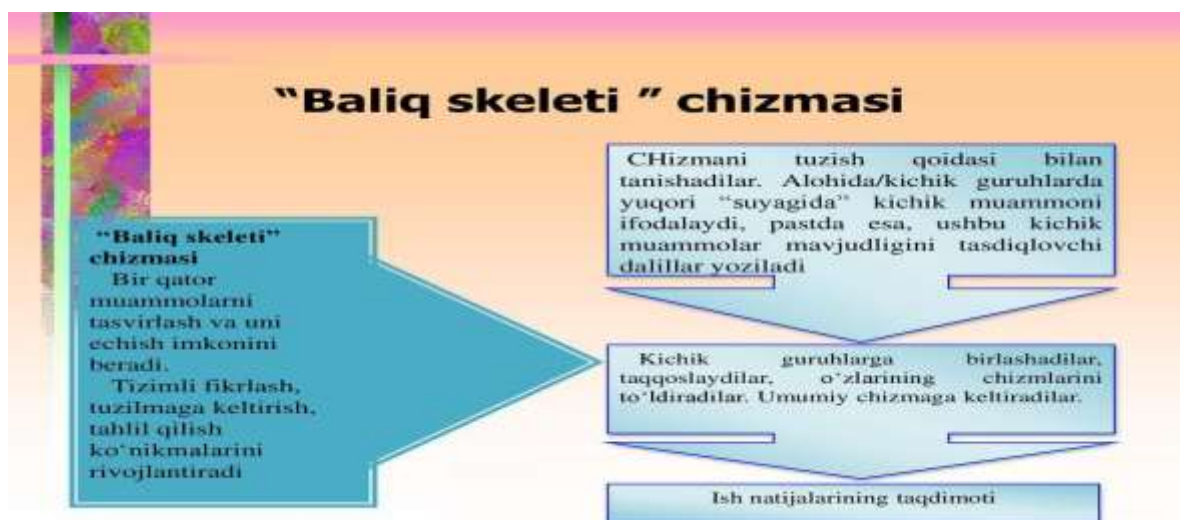 “Baliq skeleti ” chizmasi
“Baliq skeleti”
chizmasi
Bir qator
muammolarni
tasvirlash va uni
echish imkonini
beradi.
Tizimli fikrlash,
tuzilmaga keltirish,
tahlil qilish
ko‘nikmalarini
rivojlantiradi
CHizmani tuzish qoidasi bilan
tanishadilar. Alohida/kichik guruhlarda
yuqori “suyagida” kichik muammoni
ifodalaydi, pastda esa, ushbu kichik
muammolar mavjudligini tasdiqlovchi
dalillar yoziladi
Kichik guruhlarga birlashadilar,
taqqoslaydilar, o‘zlarining chizmlarini
to‘ldiradilar. Umumiy chizmaga keltiradilar.
Ish natijalarining taqdimoti